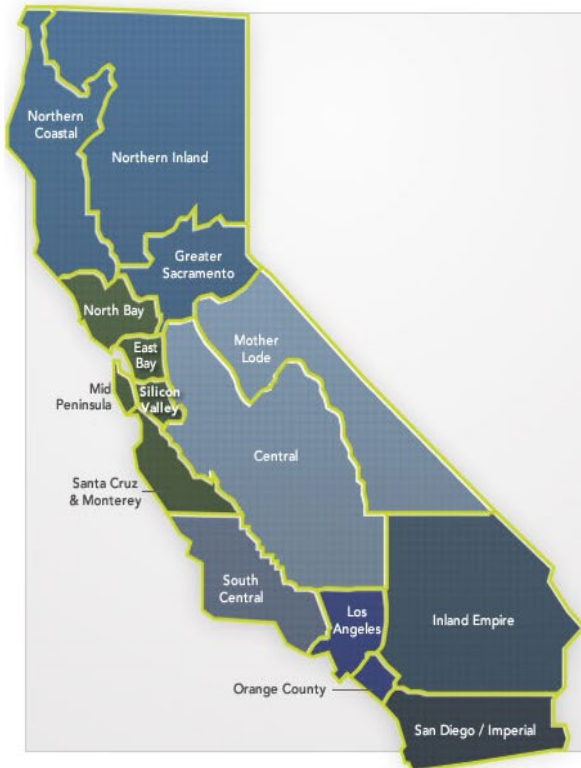 Northern
Coastal
Northern Inland
Greater
Sacramento
North Bay
East
Bay
Mother
Lode
Mid
Peninsula
Silicon
Valley
Central
Santa Cruz
& Monterey
South
Central
Los
Angeles
Inland Empire
Orange County
San Diego / Imperial